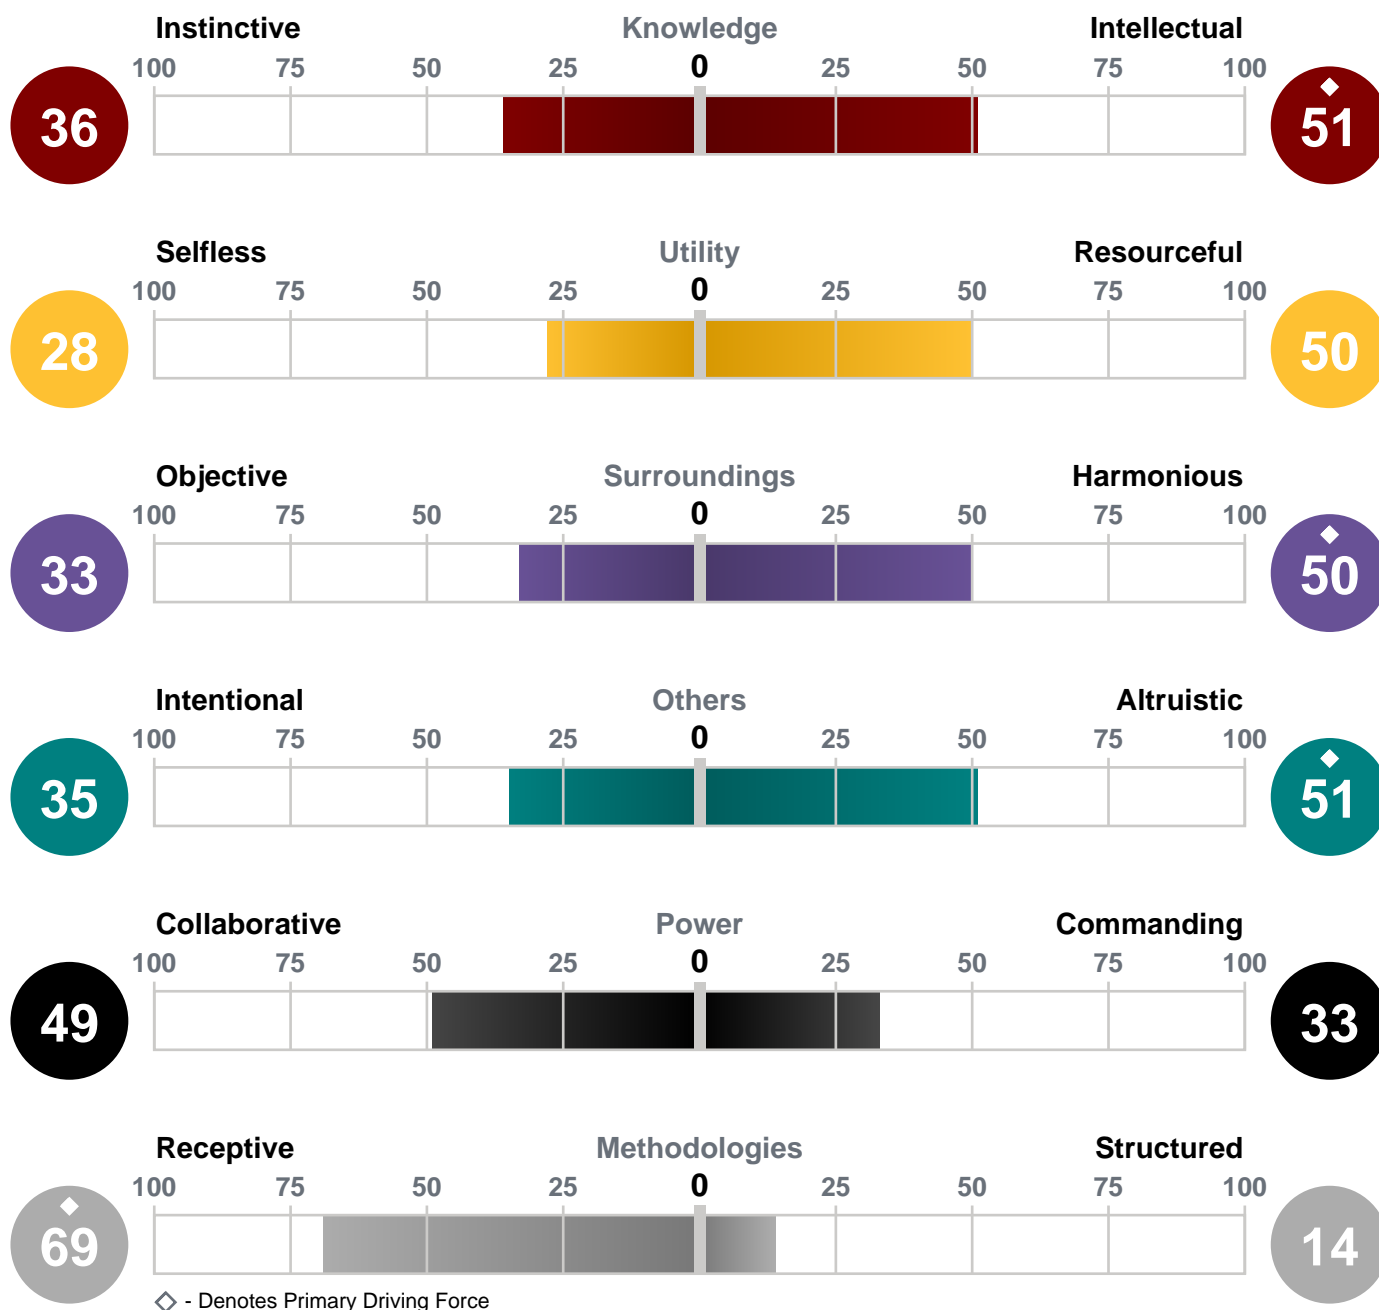 Instinctive Knowledge Intellectual
100 75 50 25 0 25 50 75 100
36 51
Selfless Utility Resourceful
100 75 50 25 0 25 50 75 100
28 50
Objective Surroundings Harmonious
100 75 50 25 0 25 50 75 100
33 50
Intentional Others Altruistic
100 75 50 25 0 25 50 75 100
35 51
Collaborative Power Commanding
100 75 50 25 0 25 50 75 100
49 33
Receptive Methodologies Structured
100 75 50 25 0 25 50 75 100
69 14
- Denotes Primary Driving Force